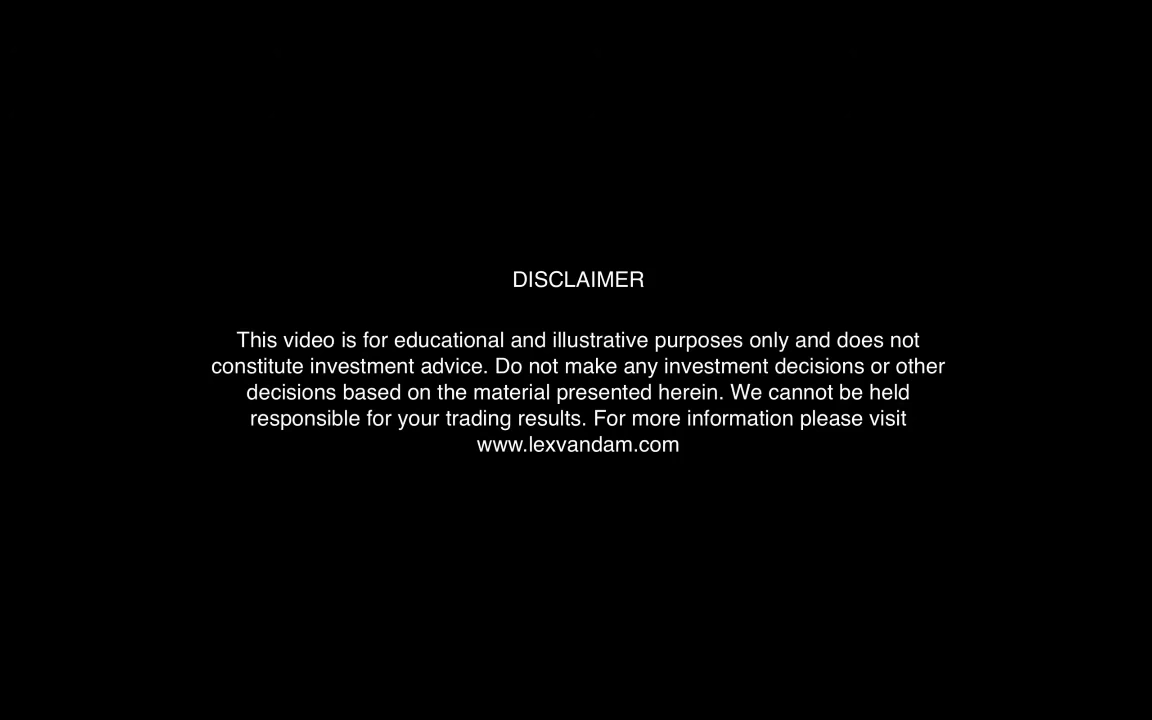 DISCLAIMER
This video is for educational and illustrative purposes only and does not
constitute investment advice. Do not make any investment decisions or other
decisions based on the material presented herein. We cannot be held
responsible for your trading results. For more information please visit
www.lexvandam.com